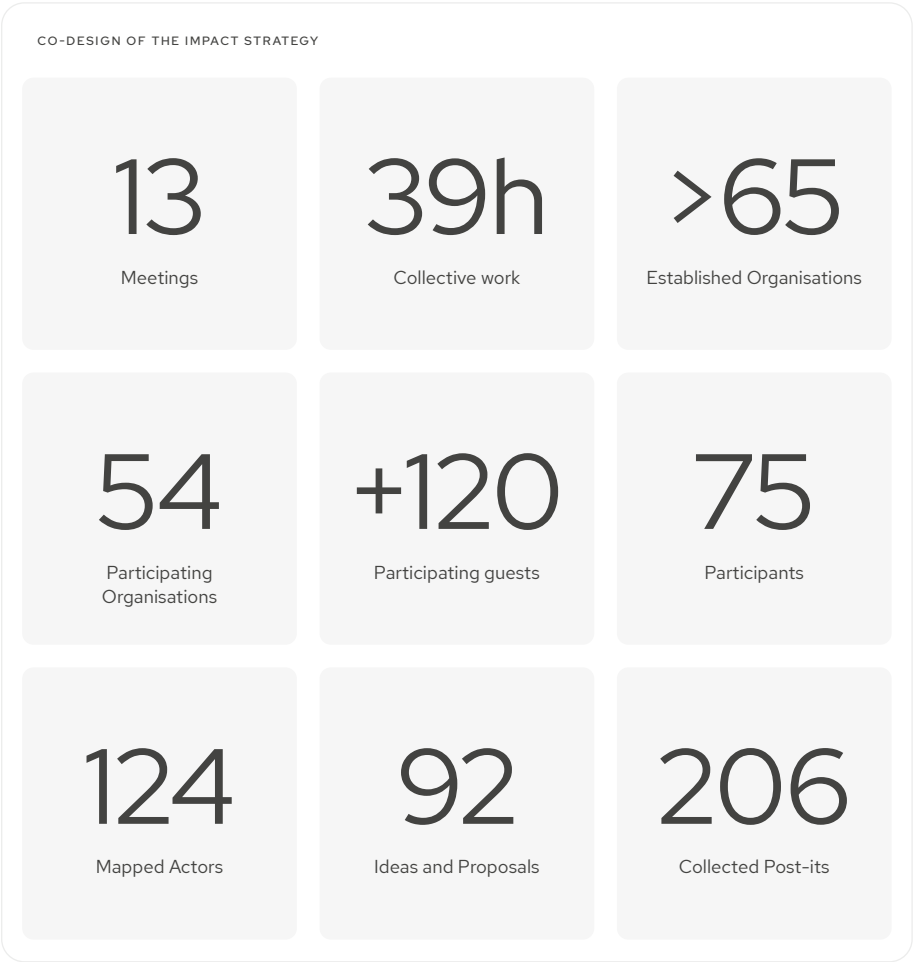 CO-DESIGN OF THE IMPACT STRATEGY
13
Meetings
39h
Collective work
>65
Established Organisations
54
Participating
Organisations
+120
Participating guests
75
Participants
124
Mapped Actors
92
Ideas and Proposals
206
Collected Post-its